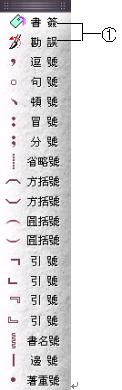 書簽
勘誤
①
, 逗號
。 句號
、 頓號
: 冒號
; 分號
⋮ 省略號
︹ 方括號
︺ 方括號
︵ 圓括號
︶ 圓括號
﹁ 引號
﹂ 引號
﹃ 引號
﹄ 引號
書名號
| 邊號
• 著重號